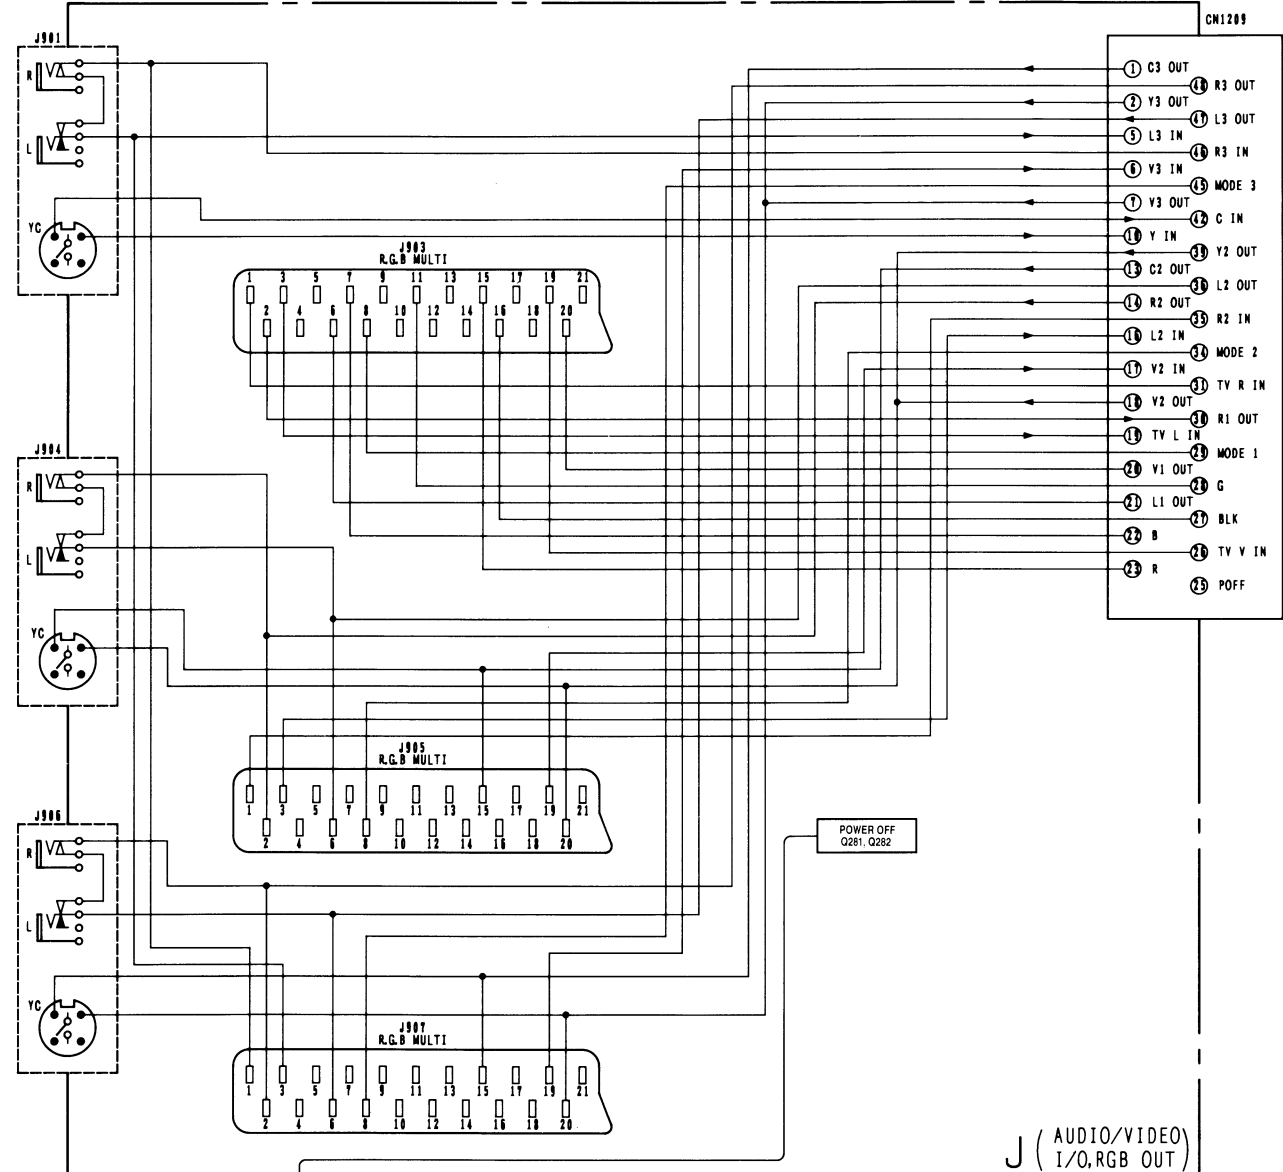 J901
CN1209
R
L
YC
1 C3 OUT
48 R3 OUT
2 Y3 OUT
47 L3 OUT
5 L3 IN
46 R3 IN
6 V3 IN
45 MODE 3
7 V3 OUT
42 C IN
10 Y IN
39 Y2 OUT
13 C2 OUT
36 L2 OUT
14 R2 OUT
35 R2 IN
16 L2 IN
34 MODE 2
17 V2 IN
31 TV R IN
18 V2 OUT
30 R1 OUT
19 TV L IN
29 MODE 1
20 V1 OUT
28 G
21 L1 OUT
27 BLK
22 B
26 TV V IN
23 R
25 POFF
J903
R.G.B MULTI
1 3 5 7 9 11 13 15 17 19 21
2 4 6 8 10 12 14 16 18 20
J904
R
L
YC
J905
R.G.B MULTI
1 3 5 7 9 11 13 15 17 19 21
2 4 6 8 10 12 14 16 18 20
J906
R
L
YC
POWER OFF
Q281, Q282
J907
R.G.B MULTI
1 3 5 7 9 11 13 15 17 19 21
2 4 6 8 10 12 14 16 18 20
J (AUDIO/VIDEO
I/O,RGB OUT)